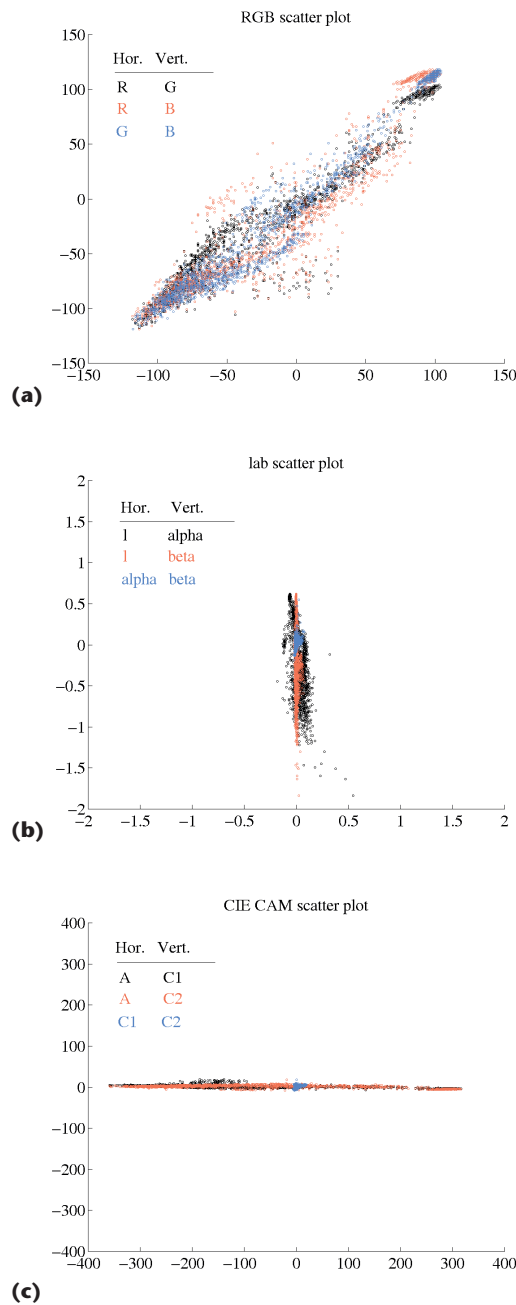 RGB scatter plot
150
100
50
0
−50
−100
−150
−150 −100 −50 0 50 100 150
Hor. Vert.
R G
R B
G B
(a)
lab scatter plot
2
1.5
1
0.5
0
−0.5
−1
−1.5
−2
−2 −1.5 −1 −0.5 0 0.5 1 1.5 2
Hor. Vert.
l alpha
l beta
alpha beta
(b)
CIE CAM scatter plot
400
300
200
100
0
−100
−200
−300
−400
−400 −300 −200 −100 0 100 200 300 400
Hor. Vert.
A C1
A C2
C1 C2
(c)